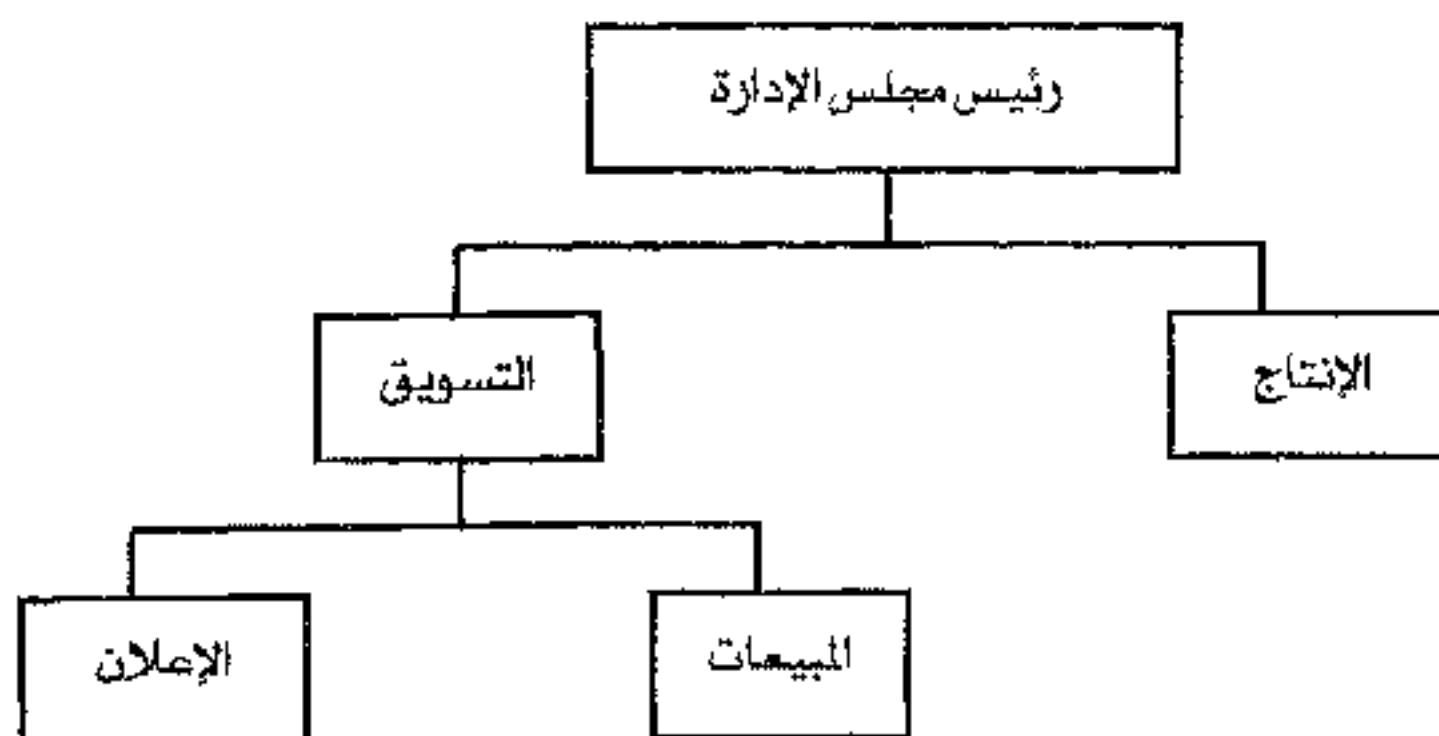 رئيس مجلس الإدارة
الإنتاج
التسويق
المبيعات
الإعلان